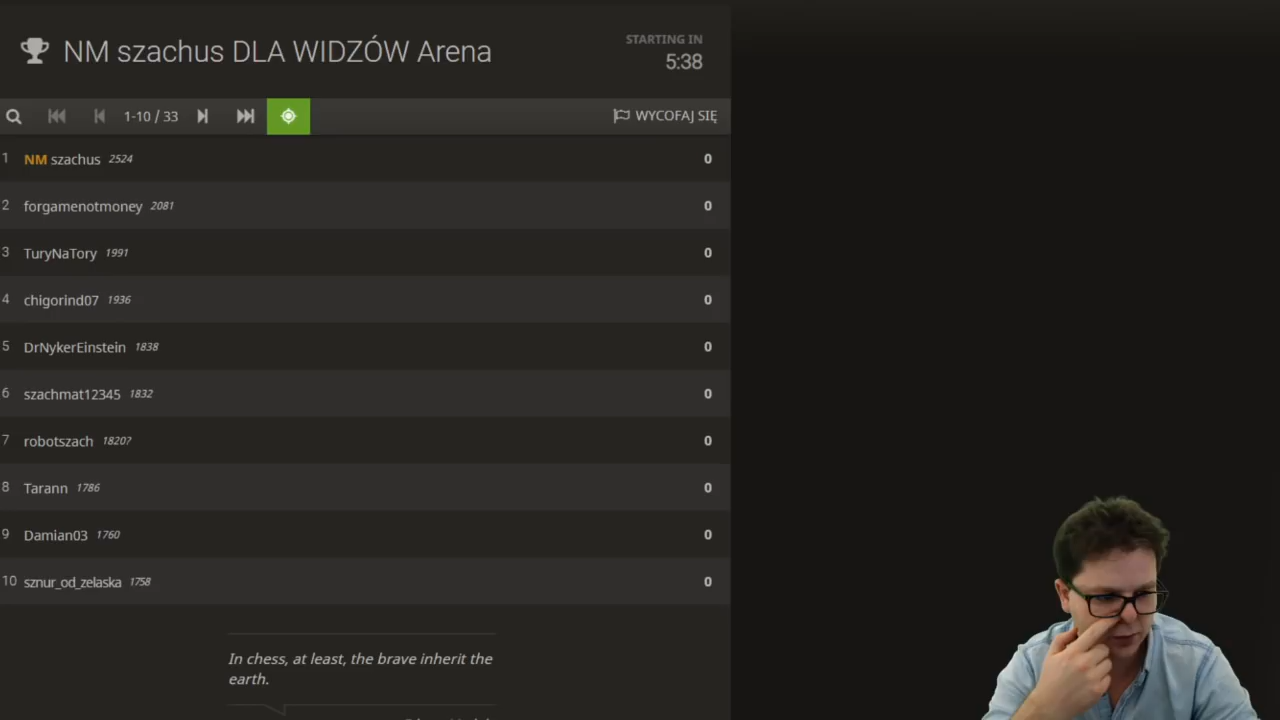 NM szachus DLA WIDZÓW Arena
STARTING IN
5:38
1-10 / 33
WYCOFAJ SIĘ
1 NM szachus 2524 0
2 forgamenotmoney 2081 0
3 TuryNaTory 1991 0
4 chigorind07 1936 0
5 DrNykerEinstein 1838 0
6 szachmat12345 1832 0
7 robotszach 1820? 0
8 Tarann 1786 0
9 Damian03 1760 0
10 sznur_od_zelaska 1758 0
In chess, at least, the brave inherit the
earth.